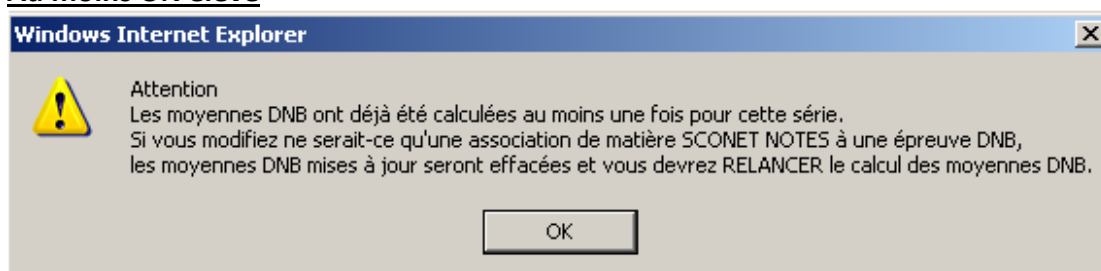 Windows Internet Explorer
Attention
Les moyennes DNB ont déjà été calculées au moins une fois pour cette série.
Si vous modifiez ne serait-ce qu'une association de matière SCONET NOTES à une épreuve DNB,
les moyennes DNB mises à jour seront effacées et vous devrez RELANCER le calcul des moyennes DNB.
OK